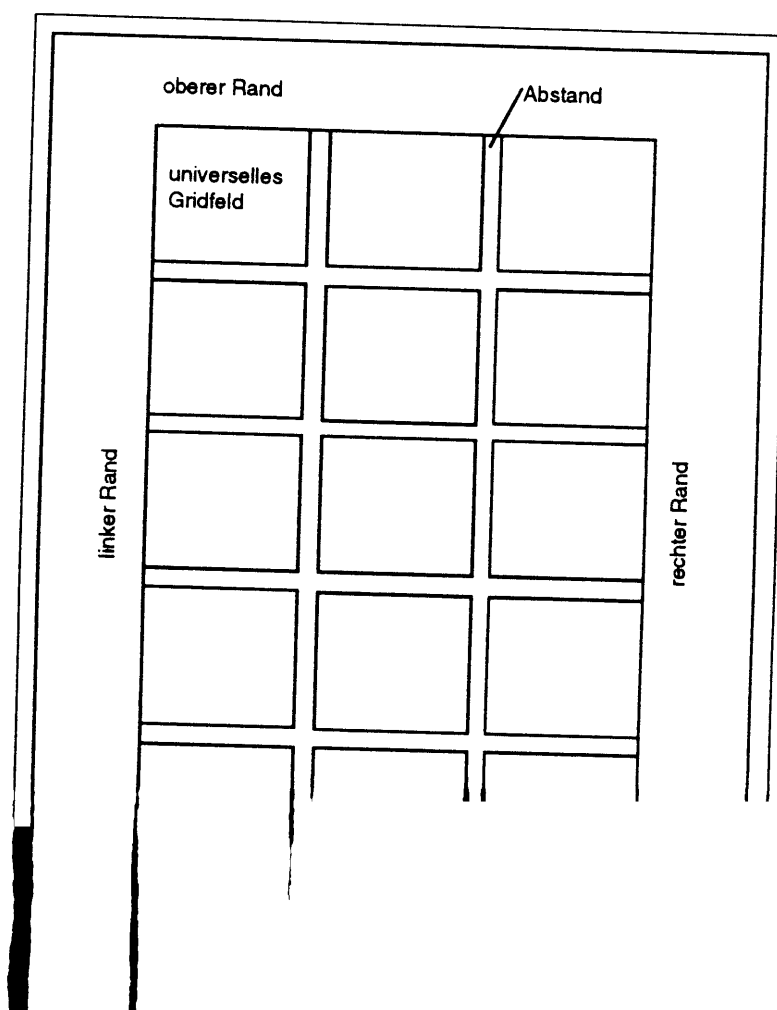 oberer Rand
Abstand
universelles
Gridfeld
linker Rand
rechter Rand